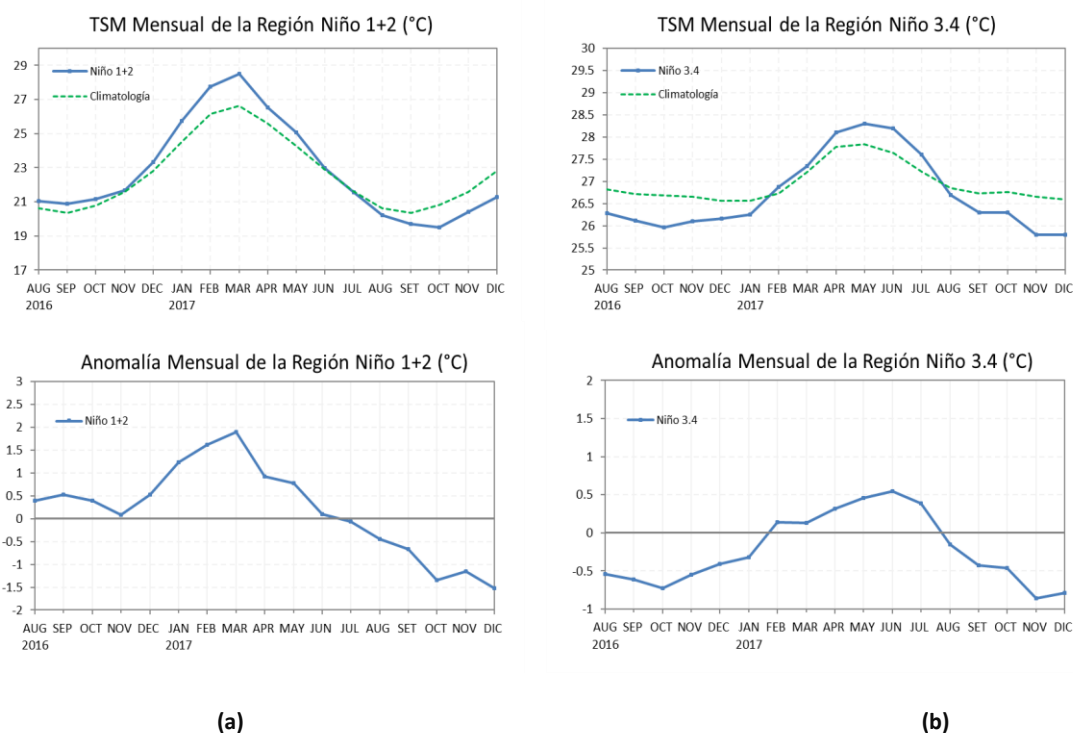 TSM Mensual de la Región Niño 1+2 (°C)
29
27
25
23
21
19
17
Niño 1+2
Climatología
AUG SEP OCT NOV DEC JAN FEB MAR APR MAY JUN JUL AUG SET OCT NOV DIC
2016 2017
TSM Mensual de la Región Niño 3.4 (°C)
30
29.5
29
28.5
28
27.5
27
26.5
26
25.5
25
Niño 3.4
Climatología
AUG SEP OCT NOV DEC JAN FEB MAR APR MAY JUN JUL AUG SET OCT NOV DIC
2016 2017
Anomalía Mensual de la Región Niño 1+2 (°C)
3
2.5
2
1.5
1
0.5
0
-0.5
-1
-1.5
-2
Niño 1+2
AUG SEP OCT NOV DEC JAN FEB MAR APR MAY JUN JUL AUG SET OCT NOV DIC
2016 2017
Anomalía Mensual de la Región Niño 3.4 (°C)
2
1.5
1
0.5
0
-0.5
-1
Niño 3.4
AUG SEP OCT NOV DEC JAN FEB MAR APR MAY JUN JUL AUG SET OCT NOV DIC
2016 2017
(a)
(b)